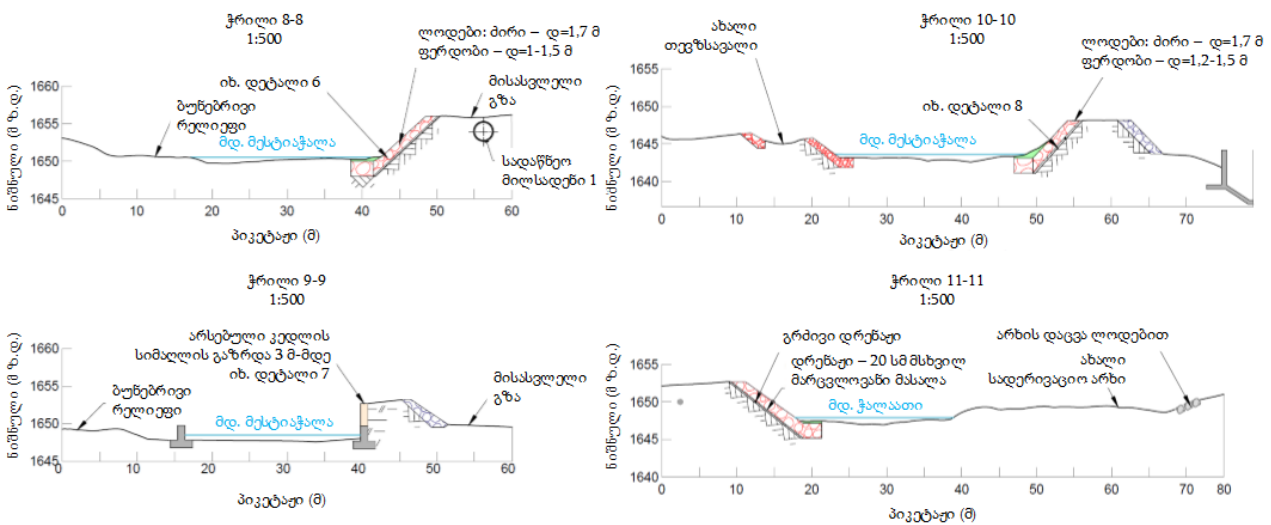 ჭრილი 8-8
1:500
ლოდები: ძირი – დ=1,7 მ
ფერდობი – დ=1-1,5 მ
იხ. დეტალი 6
მისასვლელი
გზა
ბუნებრივი
რელიეფი
მდ. მესტიაჭალა
სადაწნეო
მილსადენი 1
ნიშნული (მ ზ.დ.)
1660
1655
1650
1645
0 10 20 30 40 50 60
პიკეტაჟი (მ)
ჭრილი 10-10
1:500
ახალი
თევზსავალი
ლოდები: ძირი – დ=1,7 მ
ფერდობი – დ=1,2-1,5 მ
იხ. დეტალი 8
მდ. მესტიაჭალა
ნიშნული (მ ზ.დ.)
1655
1650
1645
1640
0 10 20 30 40 50 60 70
პიკეტაჟი (მ)
ჭრილი 9-9
1:500
არსებული კედლის
სიმაღლის გაზრდა 3 მ-მდე
იხ. დეტალი 7
ბუნებრივი
რელიეფი
მისასვლელი
გზა
მდ. მესტიაჭალა
ნიშნული (მ ზ.დ.)
1660
1655
1650
1645
0 10 20 30 40 50 60
პიკეტაჟი (მ)
ჭრილი 11-11
1:500
გრძივი დრენაჟი
დრენაჟი – 20 სმ მსხვილ
მარცვლოვანი მასალა
არხის დაცვა ლოდებით
ახალი
სადერივაციო არხი
მდ. ჭალაათი
ნიშნული (მ ზ.დ.)
1655
1650
1645
1640
0 10 20 30 40 50 60 70 80
პიკეტაჟი (მ)